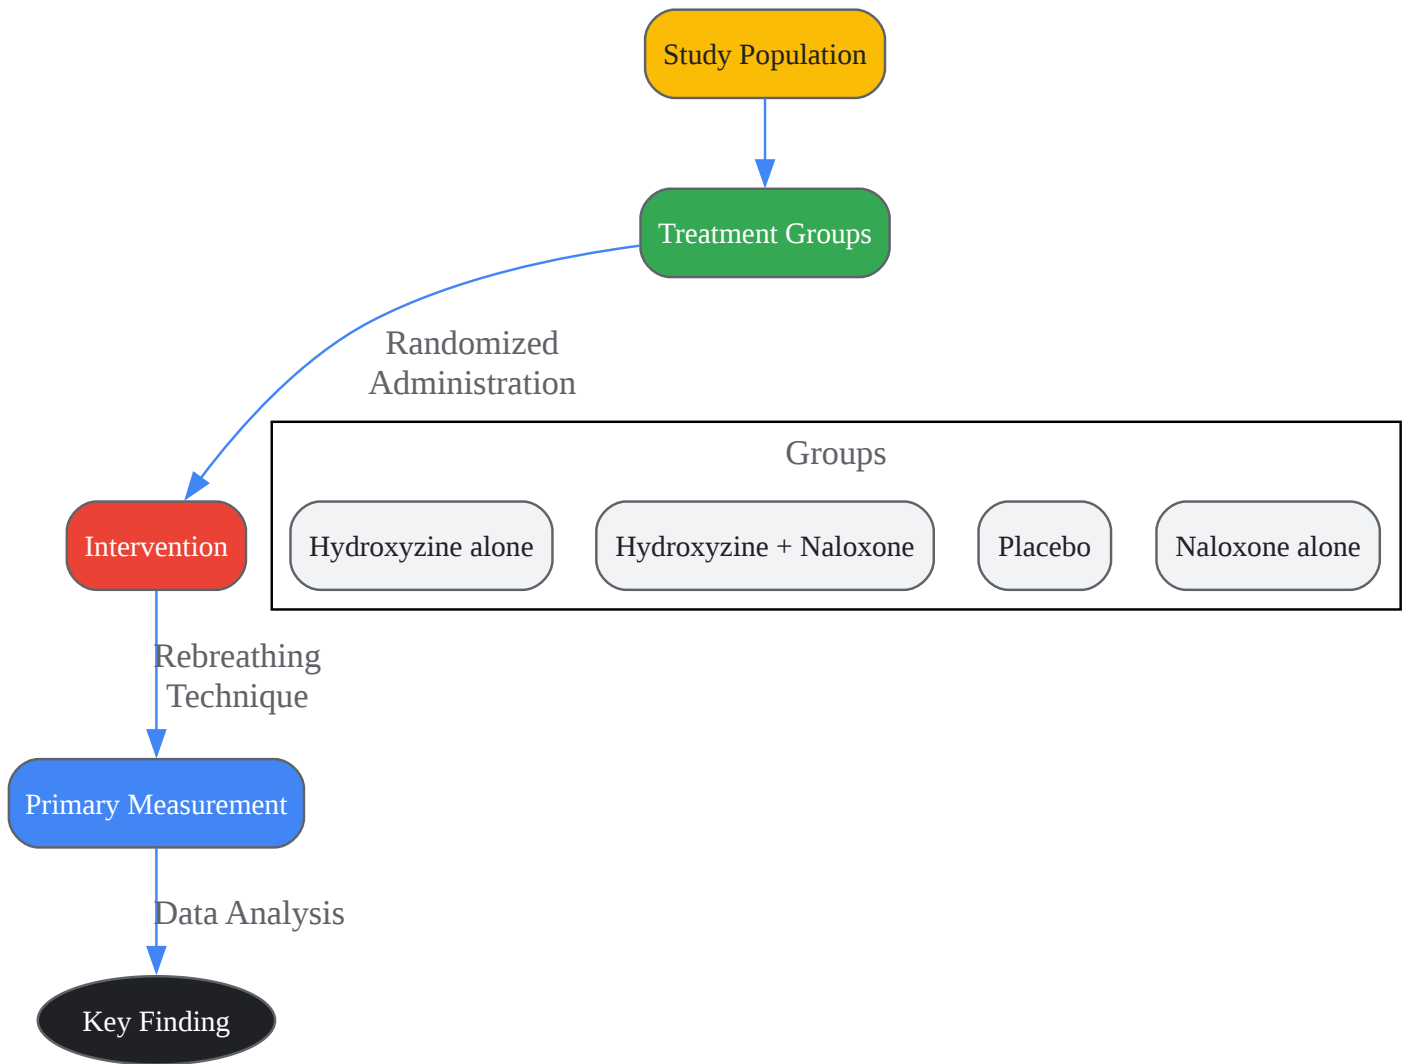 Study Population
Treatment Groups
Randomized
Administration
Groups
Intervention
Hydroxyzine alone
Hydroxyzine + Naloxone
Placebo
Naloxone alone
Rebreathing
Technique
Primary Measurement
Data Analysis
Key Finding